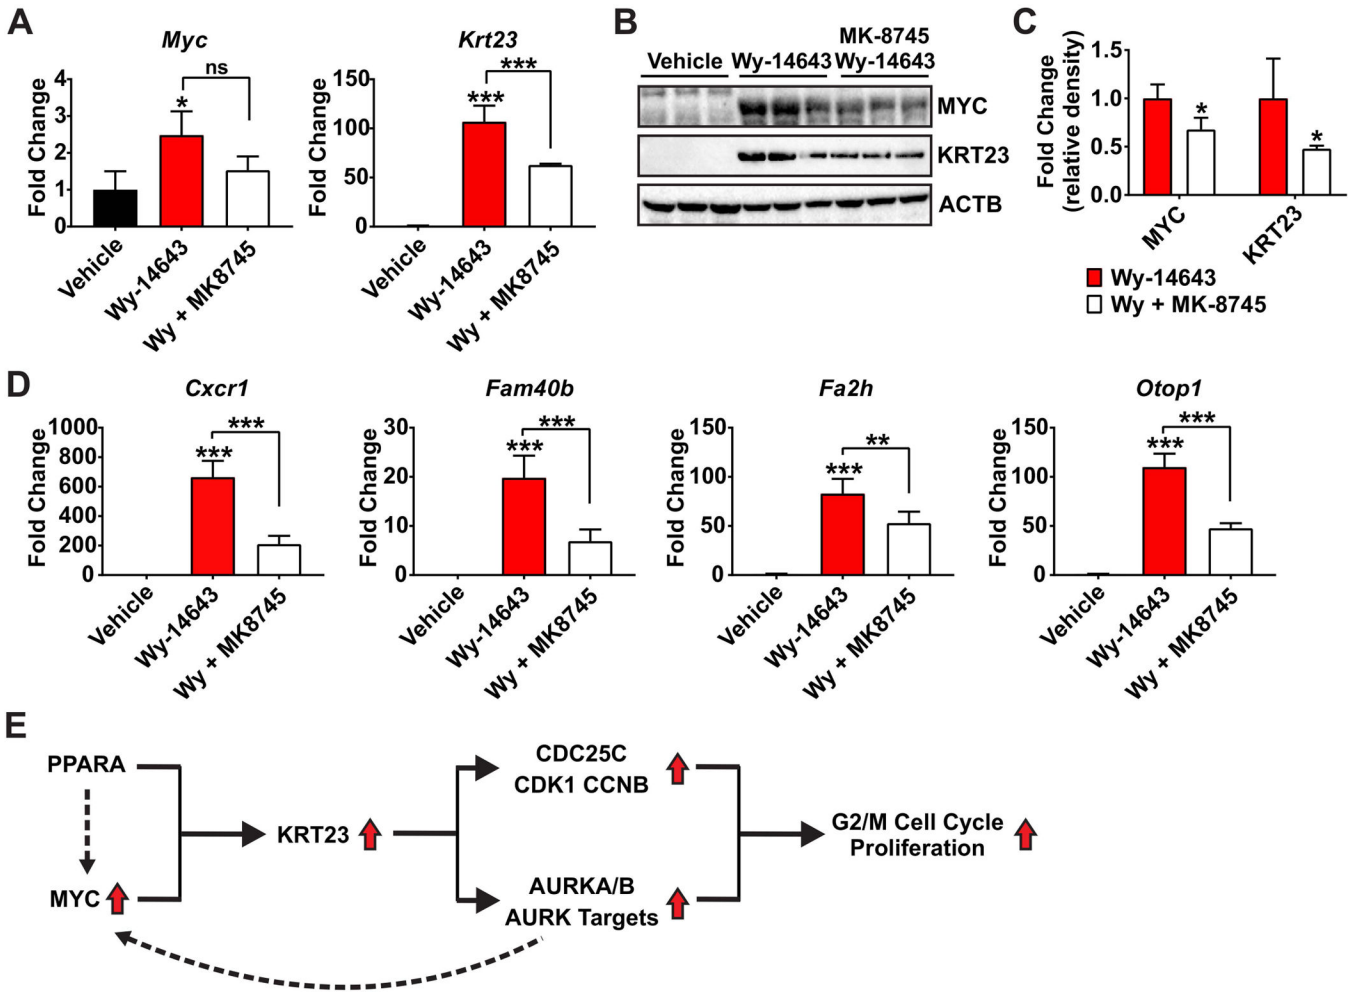 A
Myc
Fold Change
4
3
2
1
0
*
ns
Vehicle
Wy-14643
Wy + MK8745
Krt23
Fold Change
150
100
50
0
***
***
Vehicle
Wy-14643
Wy + MK8745
B
Vehicle
Wy-14643
MK-8745
Wy-14643
MYC
KRT23
ACTB
C
Fold Change
(relative density)
1.5
1.0
0.5
0.0
*
*
MYC
KRT23
Wy-14643
Wy + MK-8745
D
Cxcr1
Fold Change
1000
800
600
400
200
0
***
***
Vehicle
Wy-14643
Wy + MK8745
Fam40b
Fold Change
30
20
10
0
***
***
Vehicle
Wy-14643
Wy + MK8745
Fa2h
Fold Change
150
100
50
0
***
**
Vehicle
Wy-14643
Wy + MK8745
Otop1
Fold Change
150
100
50
0
***
***
Vehicle
Wy-14643
Wy + MK8745
E
PPARA
MYC
KRT23
CDC25C
CDK1 CCNB
AURKA/B
AURK Targets
G2/M Cell Cycle
Proliferation